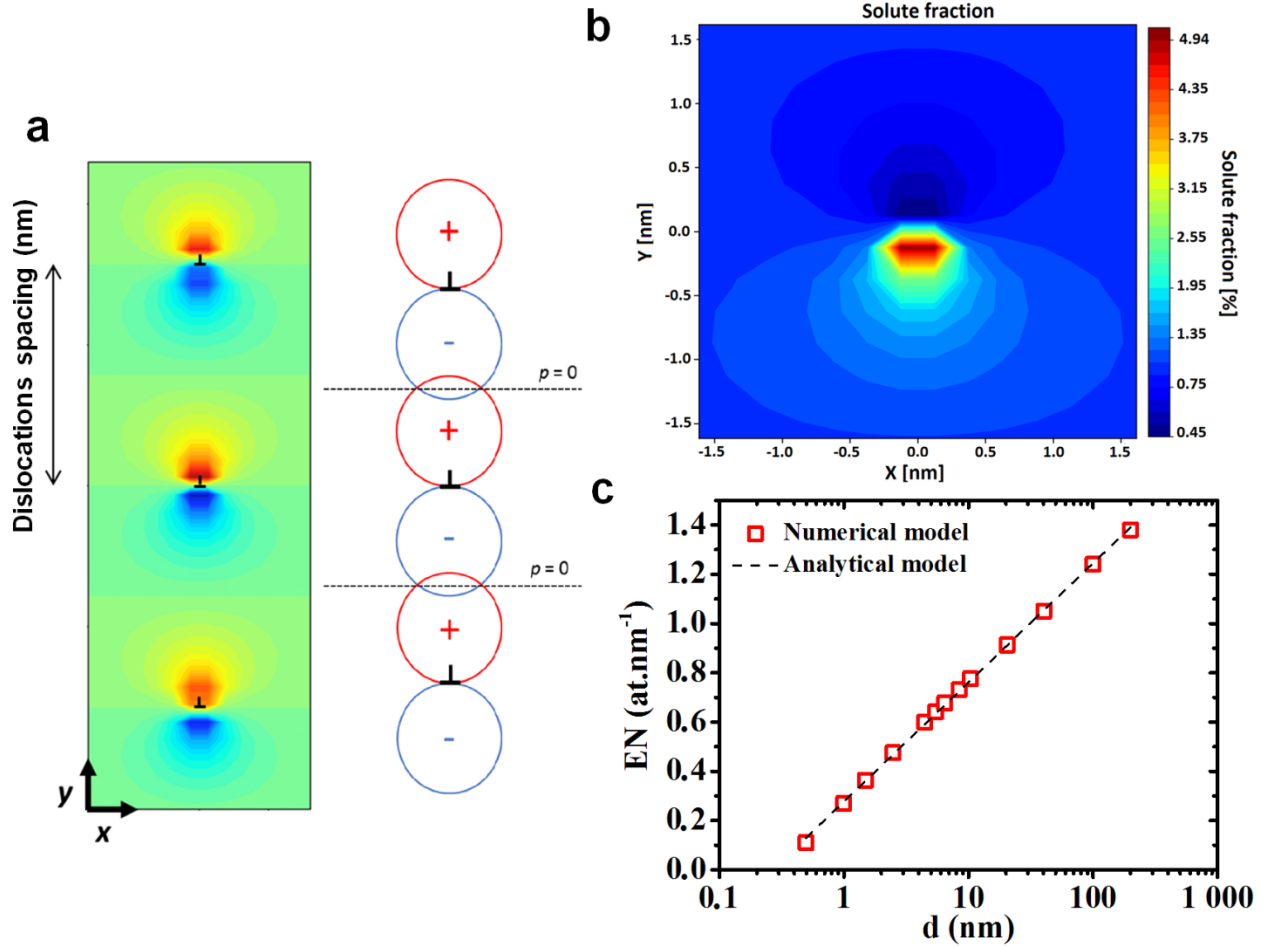 a
Dislocations spacing (nm)
y
x
+
-
p = 0
+
-
p = 0
+
-
b
Solute fraction
1.5
1.0
0.5
0.0
-0.5
-1.0
-1.5
Y [nm]
-1.5
-1.0
-0.5
0.0
0.5
1.0
1.5
X [nm]
4.94
4.35
3.75
3.15
2.55
1.95
1.35
0.75
0.45
Solute fraction [%]
c
Numerical model
Analytical model
1.4
1.2
1.0
0.8
0.6
0.4
0.2
0.0
EN (at.nm⁻¹)
0.1
1
10
100
1 000
d (nm)